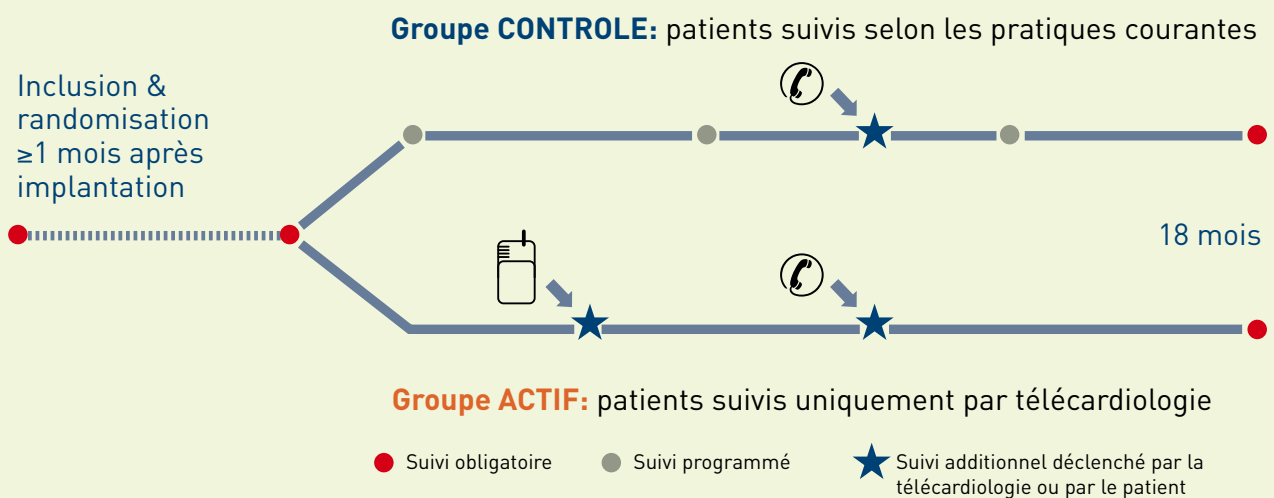 Groupe CONTROLE: patients suivis selon les pratiques courantes
Inclusion &
randomisation
≥1 mois après
implantation
18 mois
Groupe ACTIF: patients suivis uniquement par télécardiologie
Suivi obligatoire
Suivi programmé
Suivi additionnel déclenché par la
télécardiologie ou par le patient